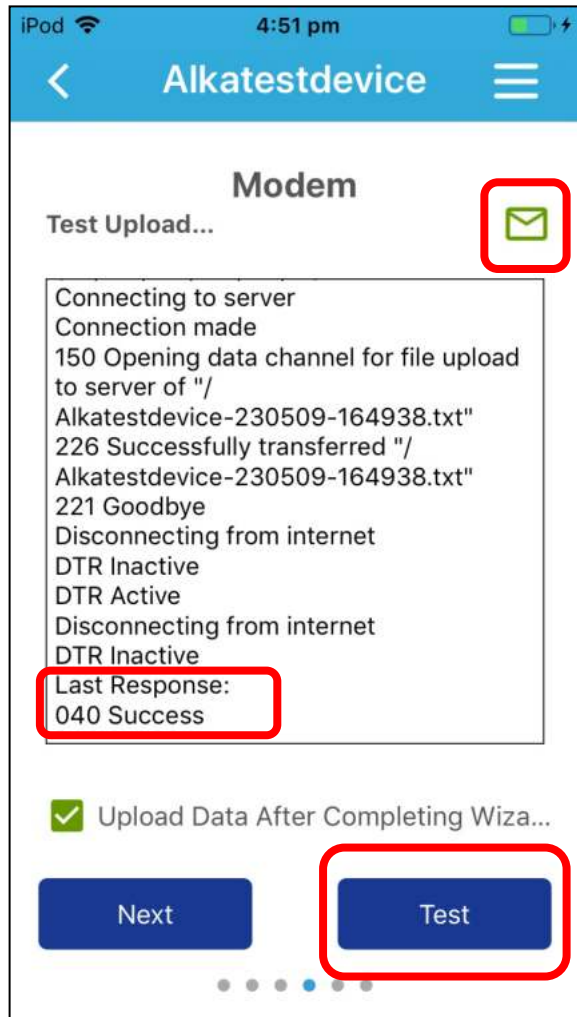 iPod 4:51 pm
Alkatestdevice
Modem
Test Upload...
Connecting to server
Connection made
150 Opening data channel for file upload
to server of "/
Alkatestdevice-230509-164938.txt"
226 Successfully transferred "/
Alkatestdevice-230509-164938.txt"
221 Goodbye
Disconnecting from internet
DTR Inactive
DTR Active
Disconnecting from internet
DTR Inactive
Last Response:
040 Success
Upload Data After Completing Wiza...
Next Test